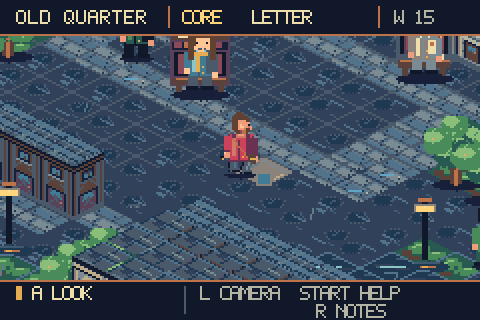 OLD QUARTER CORE LETTER W 15
A LOOK L CAMERA START HELP
R NOTES